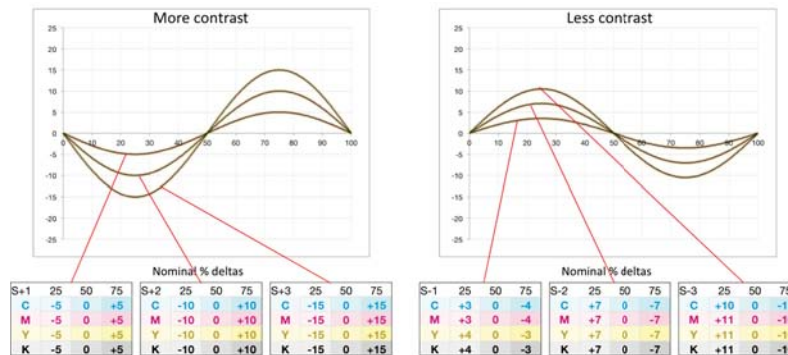 More contrast
25
20
15
10
5
0
-5
-10
-15
-20
-25
0 10 20 30 40 50 60 70 80 90 100
Nominal % deltas
S+1 25 50 75
C -5 0 +5
M -5 0 +5
Y -5 0 +5
K -5 0 +5
S+2 25 50 75
C -10 0 +10
M -10 0 +10
Y -10 0 +10
K -10 0 +10
S+3 25 50 75
C -15 0 +15
M -15 0 +15
Y -15 0 +15
K -15 0 +15
Less contrast
25
20
15
10
5
0
-5
-10
-15
-20
-25
0 10 20 30 40 50 60 70 80 90 100
Nominal % deltas
S-1 25 50 75
C +3 0 -4
M +3 0 -4
Y +4 0 -3
K +4 0 -3
S-2 25 50 75
C +7 0 -7
M +7 0 -7
Y +7 0 -7
K +7 0 -7
S-3 25 50 75
C +10 0
M +11 0
Y +11 0
K +11 0